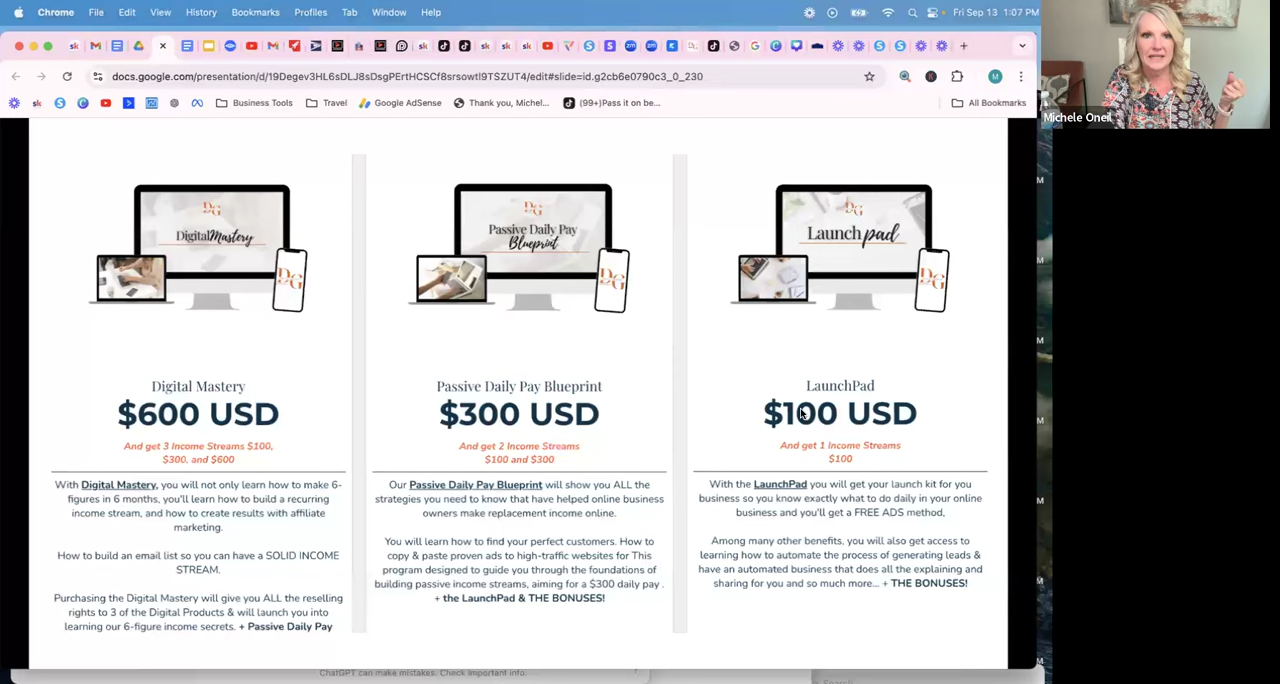 Chrome File Edit View History Bookmarks Profiles Tab Window Help Fri Sep 13 1:07 PM
docs.google.com/presentation/d/19Degev3HL6sDLJ8sDsgPErtHCSCf8srsowtI9TSZUT4/edit#slide=id.g2cb6e0790c3_0_230
Business Tools Travel Google AdSense Thank you, Michel... (99+)Pass it on be... All Bookmarks
Michele Oneil
DG
DigitalMastery
DG
DG
Passive Daily Pay
Blueprint
DG
DG
Launch pad
DG
Digital Mastery
$600 USD
And get 3 Income Streams $100,
$300, and $600
With Digital Mastery, you will not only learn how to make 6-
figures in 6 months, you'll learn how to build a recurring
income stream, and how to create results with affiliate
marketing.
How to build an email list so you can have a SOLID INCOME
STREAM.
Purchasing the Digital Mastery will give you ALL the reselling
rights to 3 of the Digital Products & will launch you into
learning our 6-figure income secrets. + Passive Daily Pay
Passive Daily Pay Blueprint
$300 USD
And get 2 Income Streams
$100 and $300
Our Passive Daily Pay Blueprint will show you ALL the
strategies you need to know that have helped online business
owners make replacement income online.
You will learn how to find your perfect customers. How to
copy & paste proven ads to high-traffic websites for This
program designed to guide you through the foundations of
building passive income streams, aiming for a $300 daily pay .
+ the LaunchPad & THE BONUSES!
LaunchPad
$100 USD
And get 1 Income Streams
$100
With the LaunchPad you will get your launch kit for you
business so you know exactly what to do daily in your online
business and you'll get a FREE ADS method,
Among many other benefits, you will also get access to
learning how to automate the process of generating leads &
have an automated business that does all the explaining and
sharing for you and so much more... + THE BONUSES!
ChatGPT can make mistakes. Check important info.
Search